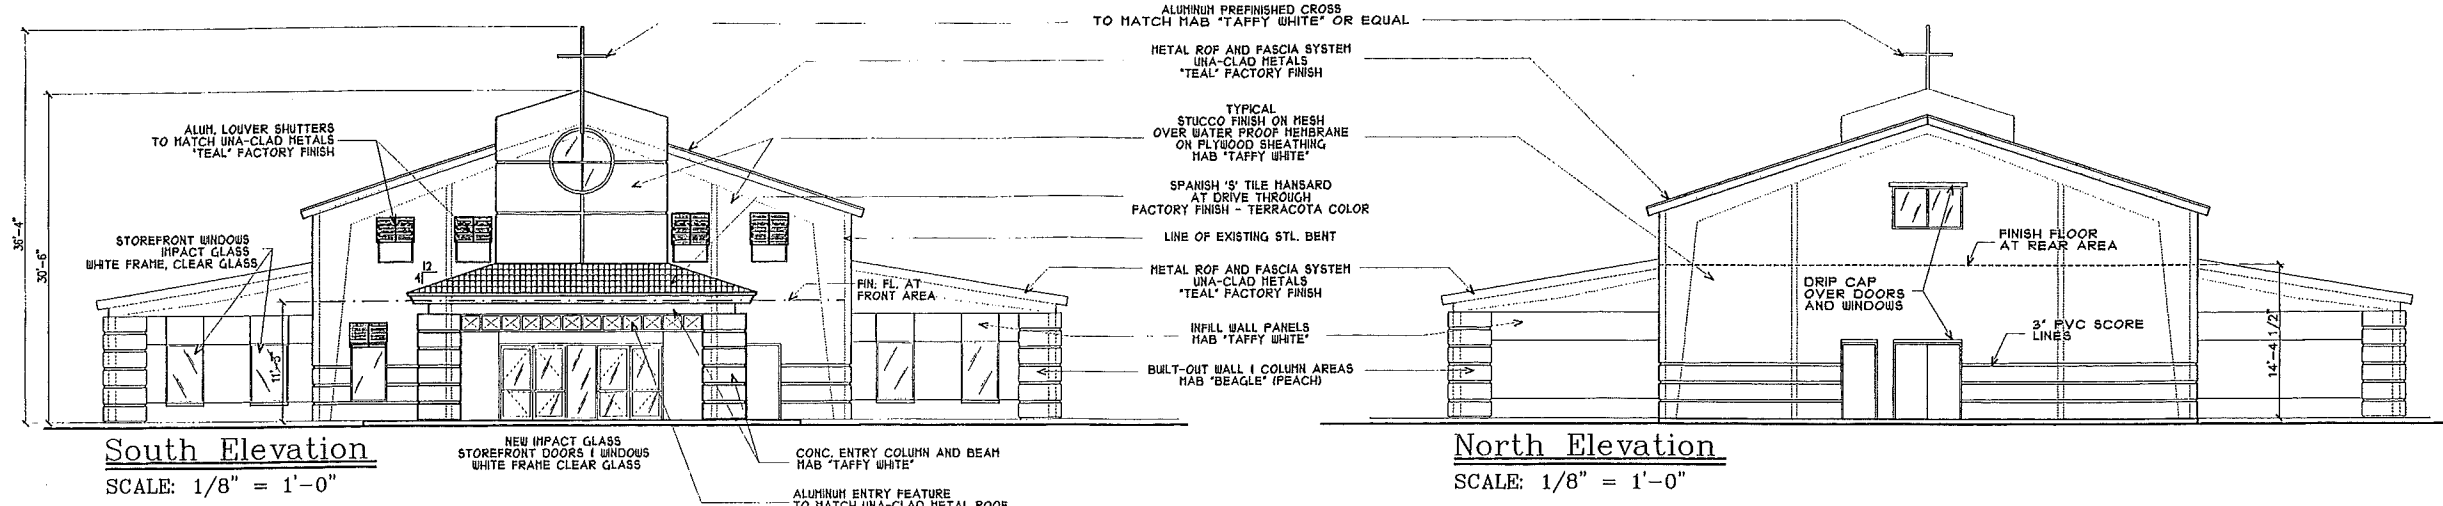 ALUMINUM PREFINISHED CROSS
TO MATCH MAB "TAFFY WHITE" OR EQUAL
METAL ROF AND FASCIA SYSTEM
UNA-CLAD METALS
"TEAL" FACTORY FINISH
TYPICAL
STUCCO FINISH ON MESH
OVER WATER PROOF MEMBRANE
ON PLYWOOD SHEATHING
MAB "TAFFY WHITE"
SPANISH 'S' TILE MANSARD
AT DRIVE THROUGH
FACTORY FINISH - TERRACOTA COLOR
LINE OF EXISTING STL. BENT
METAL ROF AND FASCIA SYSTEM
UNA-CLAD METALS
"TEAL" FACTORY FINISH
INFILL WALL PANELS
MAB "TAFFY WHITE"
BUILT-OUT WALL & COLUMN AREAS
MAB "BEAGLE" (PEACH)
36'-4"
30'-6"
ALUM. LOUVER SHUTTERS
TO MATCH UNA-CLAD METALS
"TEAL" FACTORY FINISH
STOREFRONT WINDOWS
IMPACT GLASS
WHITE FRAME, CLEAR GLASS
12
4
FIN. FL. AT
FRONT AREA
11'-3"
South Elevation
SCALE: 1/8" = 1'-0"
NEW IMPACT GLASS
STOREFRONT DOORS & WINDOWS
WHITE FRAME CLEAR GLASS
CONC. ENTRY COLUMN AND BEAM
MAB "TAFFY WHITE"
ALUMINUM ENTRY FEATURE
TO MATCH UNA-CLAD METAL ROOF
FINISH FLOOR
AT REAR AREA
DRIP CAP
OVER DOORS
AND WINDOWS
3" PVC SCORE
LINES
14'-4 1/2"
North Elevation
SCALE: 1/8" = 1'-0"